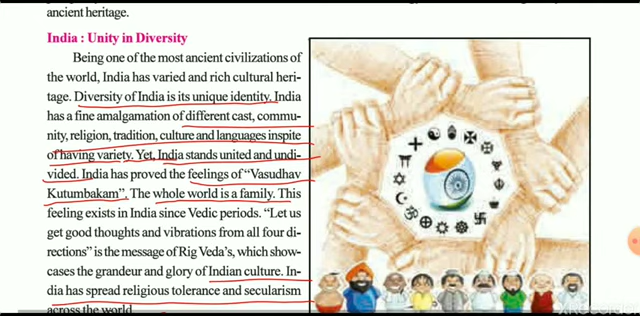 ancient heritage.
India : Unity in Diversity
Being one of the most ancient civilizations of
the world, India has varied and rich cultural heri-
tage. Diversity of India is its unique identity. India
has a fine amalgamation of different cast, commu-
nity, religion, tradition, culture and languages inspite
of having variety. Yet, India stands united and undi-
vided. India has proved the feelings of "Vasudhav
Kutumbakam". The whole world is a family. This
feeling exists in India since Vedic periods. "Let us
get good thoughts and vibrations from all four di-
rections" is the message of Rig Veda's, which show-
cases the grandeur and glory of Indian culture. In-
dia has spread religious tolerance and secularism
across the world